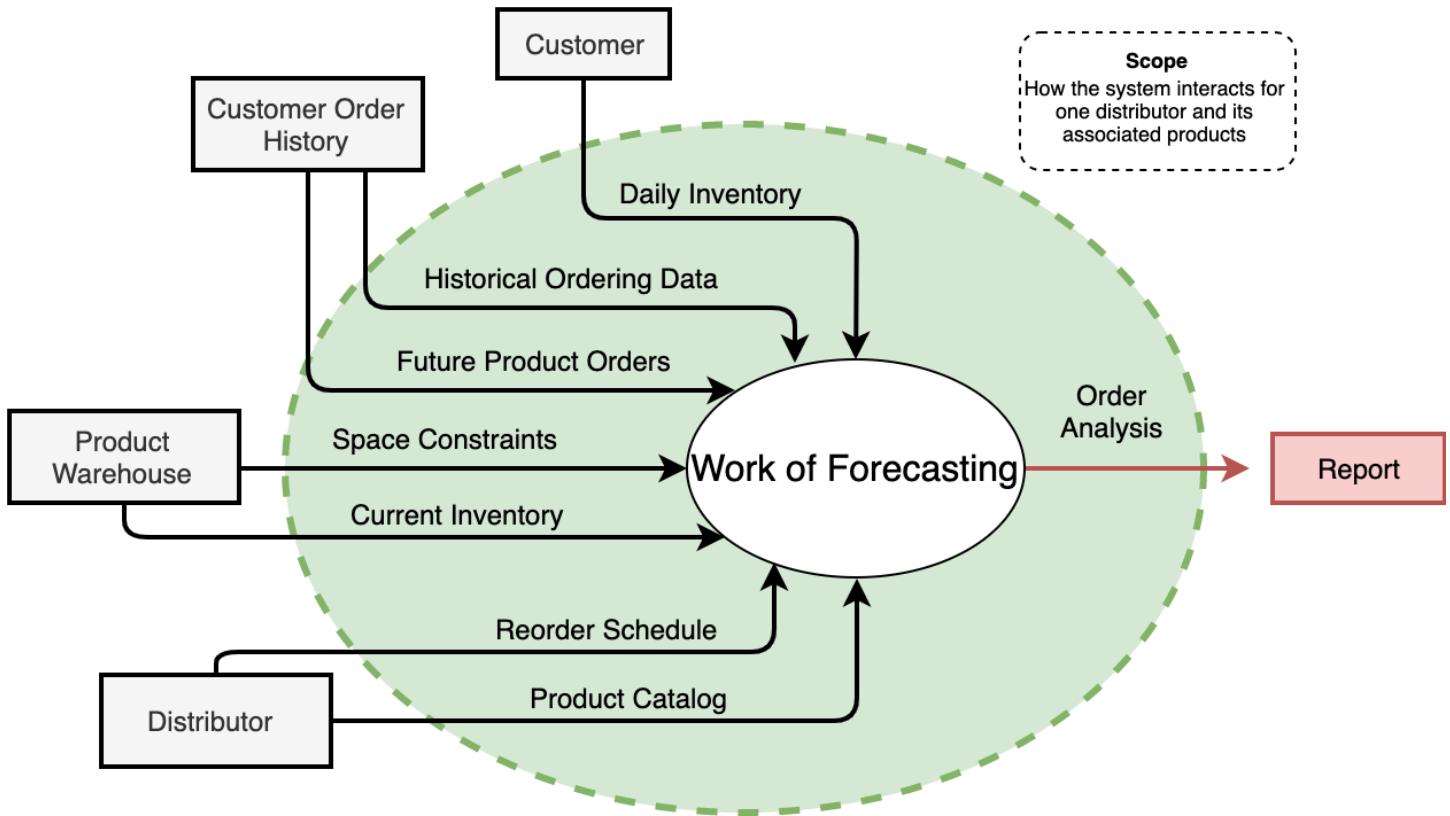 Customer
Scope
How the system interacts for
one distributor and its
associated products
Customer Order
History
Daily Inventory
Historical Ordering Data
Future Product Orders
Order
Analysis
Product
Warehouse
Space Constraints
Work of Forecasting
Report
Current Inventory
Reorder Schedule
Product Catalog
Distributor